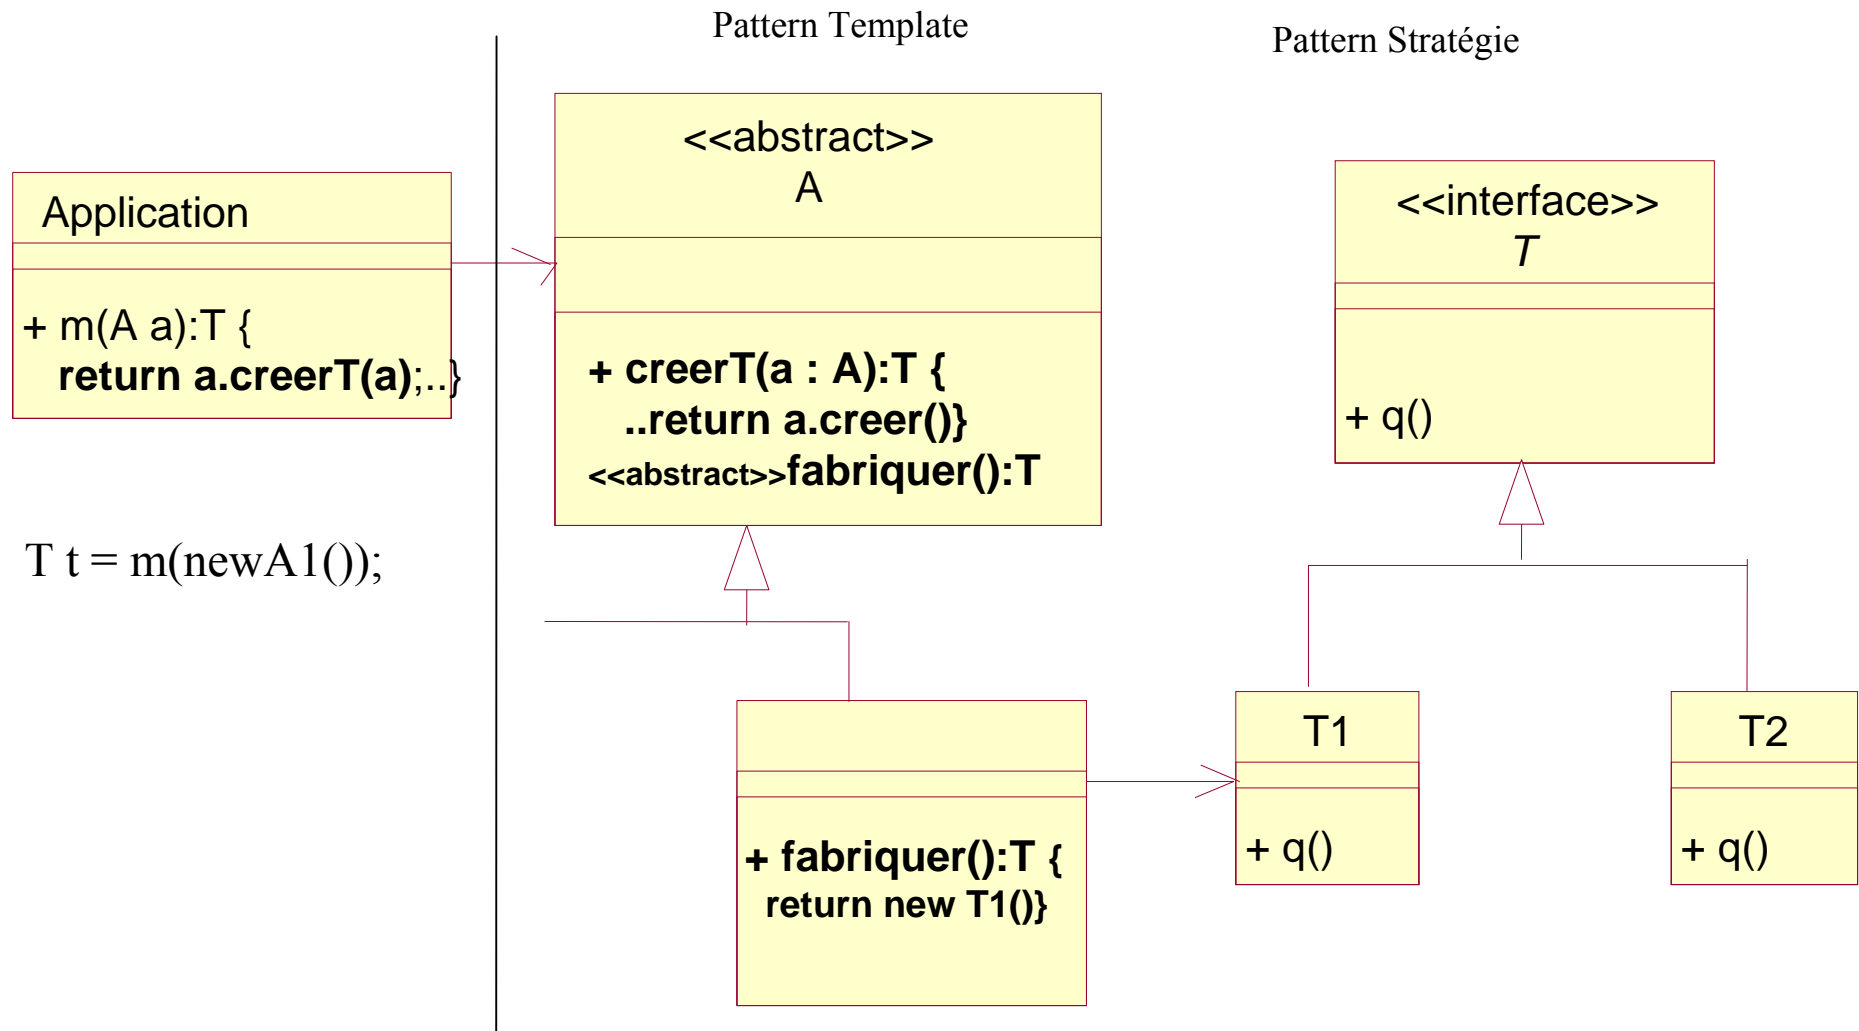 Pattern Template
Pattern Stratégie
Application
+ m(A a):T {
return a.creerT(a);..}
T t = m(newA1());
<<abstract>>
A
+ creerT(a : A):T {
..return a.creer()}
<<abstract>>fabriquer():T
+ fabriquer():T {
return new T1()}
<<interface>>
T
+ q()
T1
+ q()
T2
+ q()